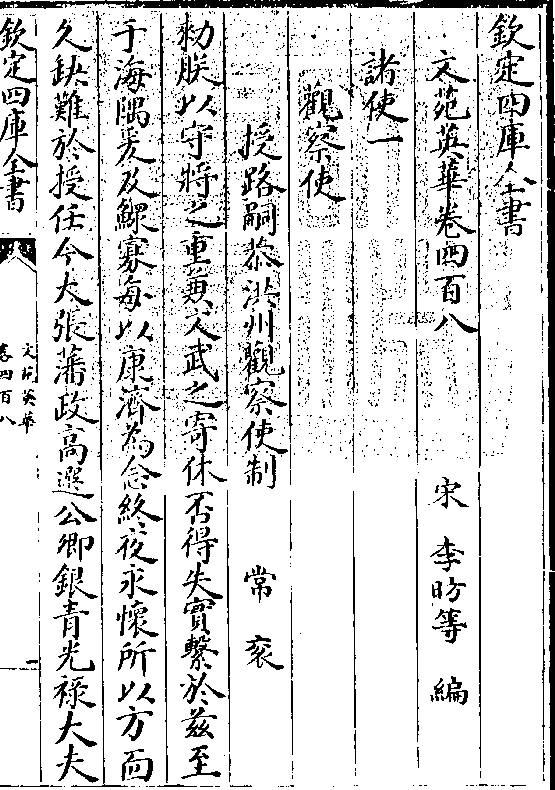 欽定四庫全書
文苑英華卷四百八
宋 李昉等 編
諸使一
觀察使
授路嗣恭洪州觀察使制 常衮
勅朕以守將之重兼文武之寄休否得失實繫於兹至
于海隅爰及鰥寡每以康濟為念終夜永懷所以方面
久缺難於授任今大張藩政高選公卿銀青光禄大夫
欽定四庫全書
文苑英華
卷四百八
一